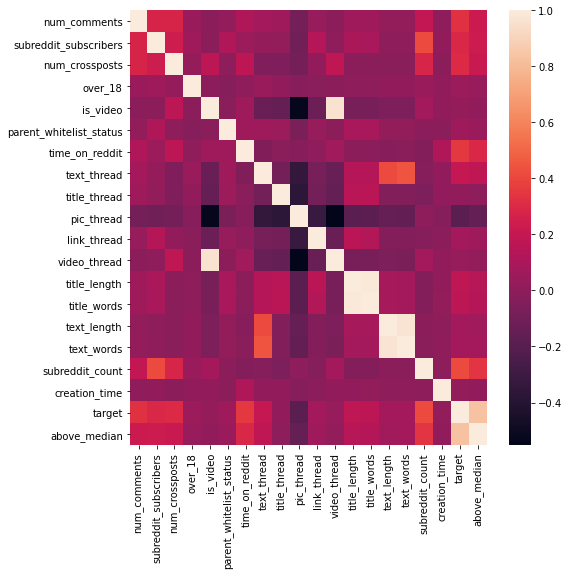 num_comments
subreddit_subscribers
num_crossposts
over_18
is_video
parent_whitelist_status
time_on_reddit
text_thread
title_thread
pic_thread
link_thread
video_thread
title_length
title_words
text_length
text_words
subreddit_count
creation_time
target
above_median
num_comments
subreddit_subscribers
num_crossposts
over_18
is_video
parent_whitelist_status
time_on_reddit
text_thread
title_thread
pic_thread
link_thread
video_thread
title_length
title_words
text_length
text_words
subreddit_count
creation_time
target
above_median
1.0
0.8
0.6
0.4
0.2
0.0
−0.2
−0.4